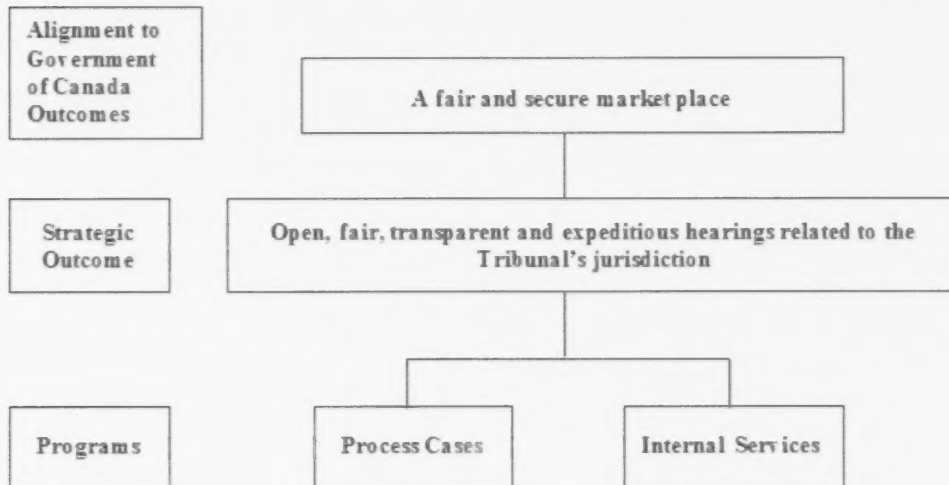 Alignment to
Government
of Canada
Outcomes
A fair and secure market place
Strategic
Outcome
Open, fair, transparent and expeditious hearings related to the
Tribunal's jurisdiction
Programs
Process Cases
Internal Services